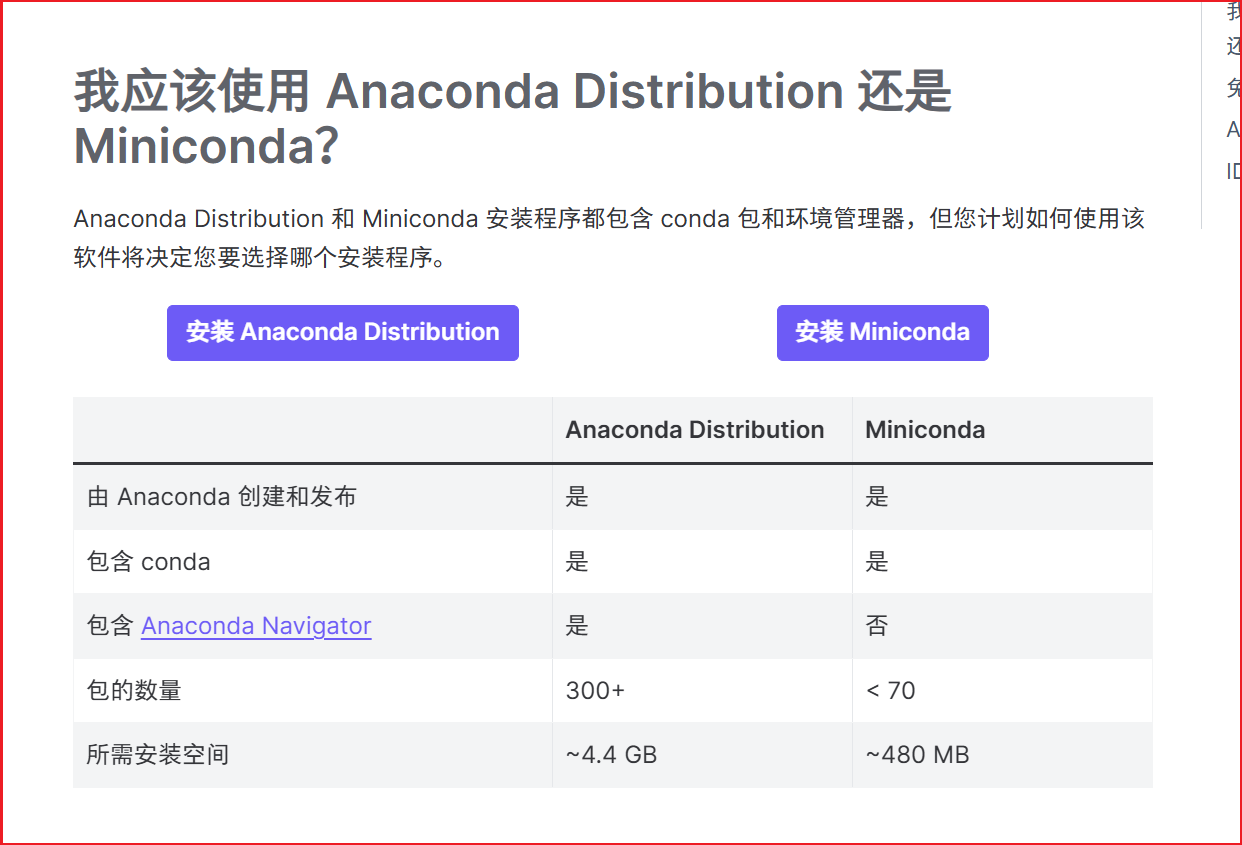 我应该使用 Anaconda Distribution 还是
Miniconda？
Anaconda Distribution 和 Miniconda 安装程序都包含 conda 包和环境管理器，但您计划如何使用该
软件将决定您要选择哪个安装程序。
安装 Anaconda Distribution
安装 Miniconda
Anaconda Distribution
Miniconda
由 Anaconda 创建和发布
是
是
包含 conda
是
是
包含 Anaconda Navigator
是
否
包的数量
300+
< 70
所需安装空间
~4.4 GB
~480 MB